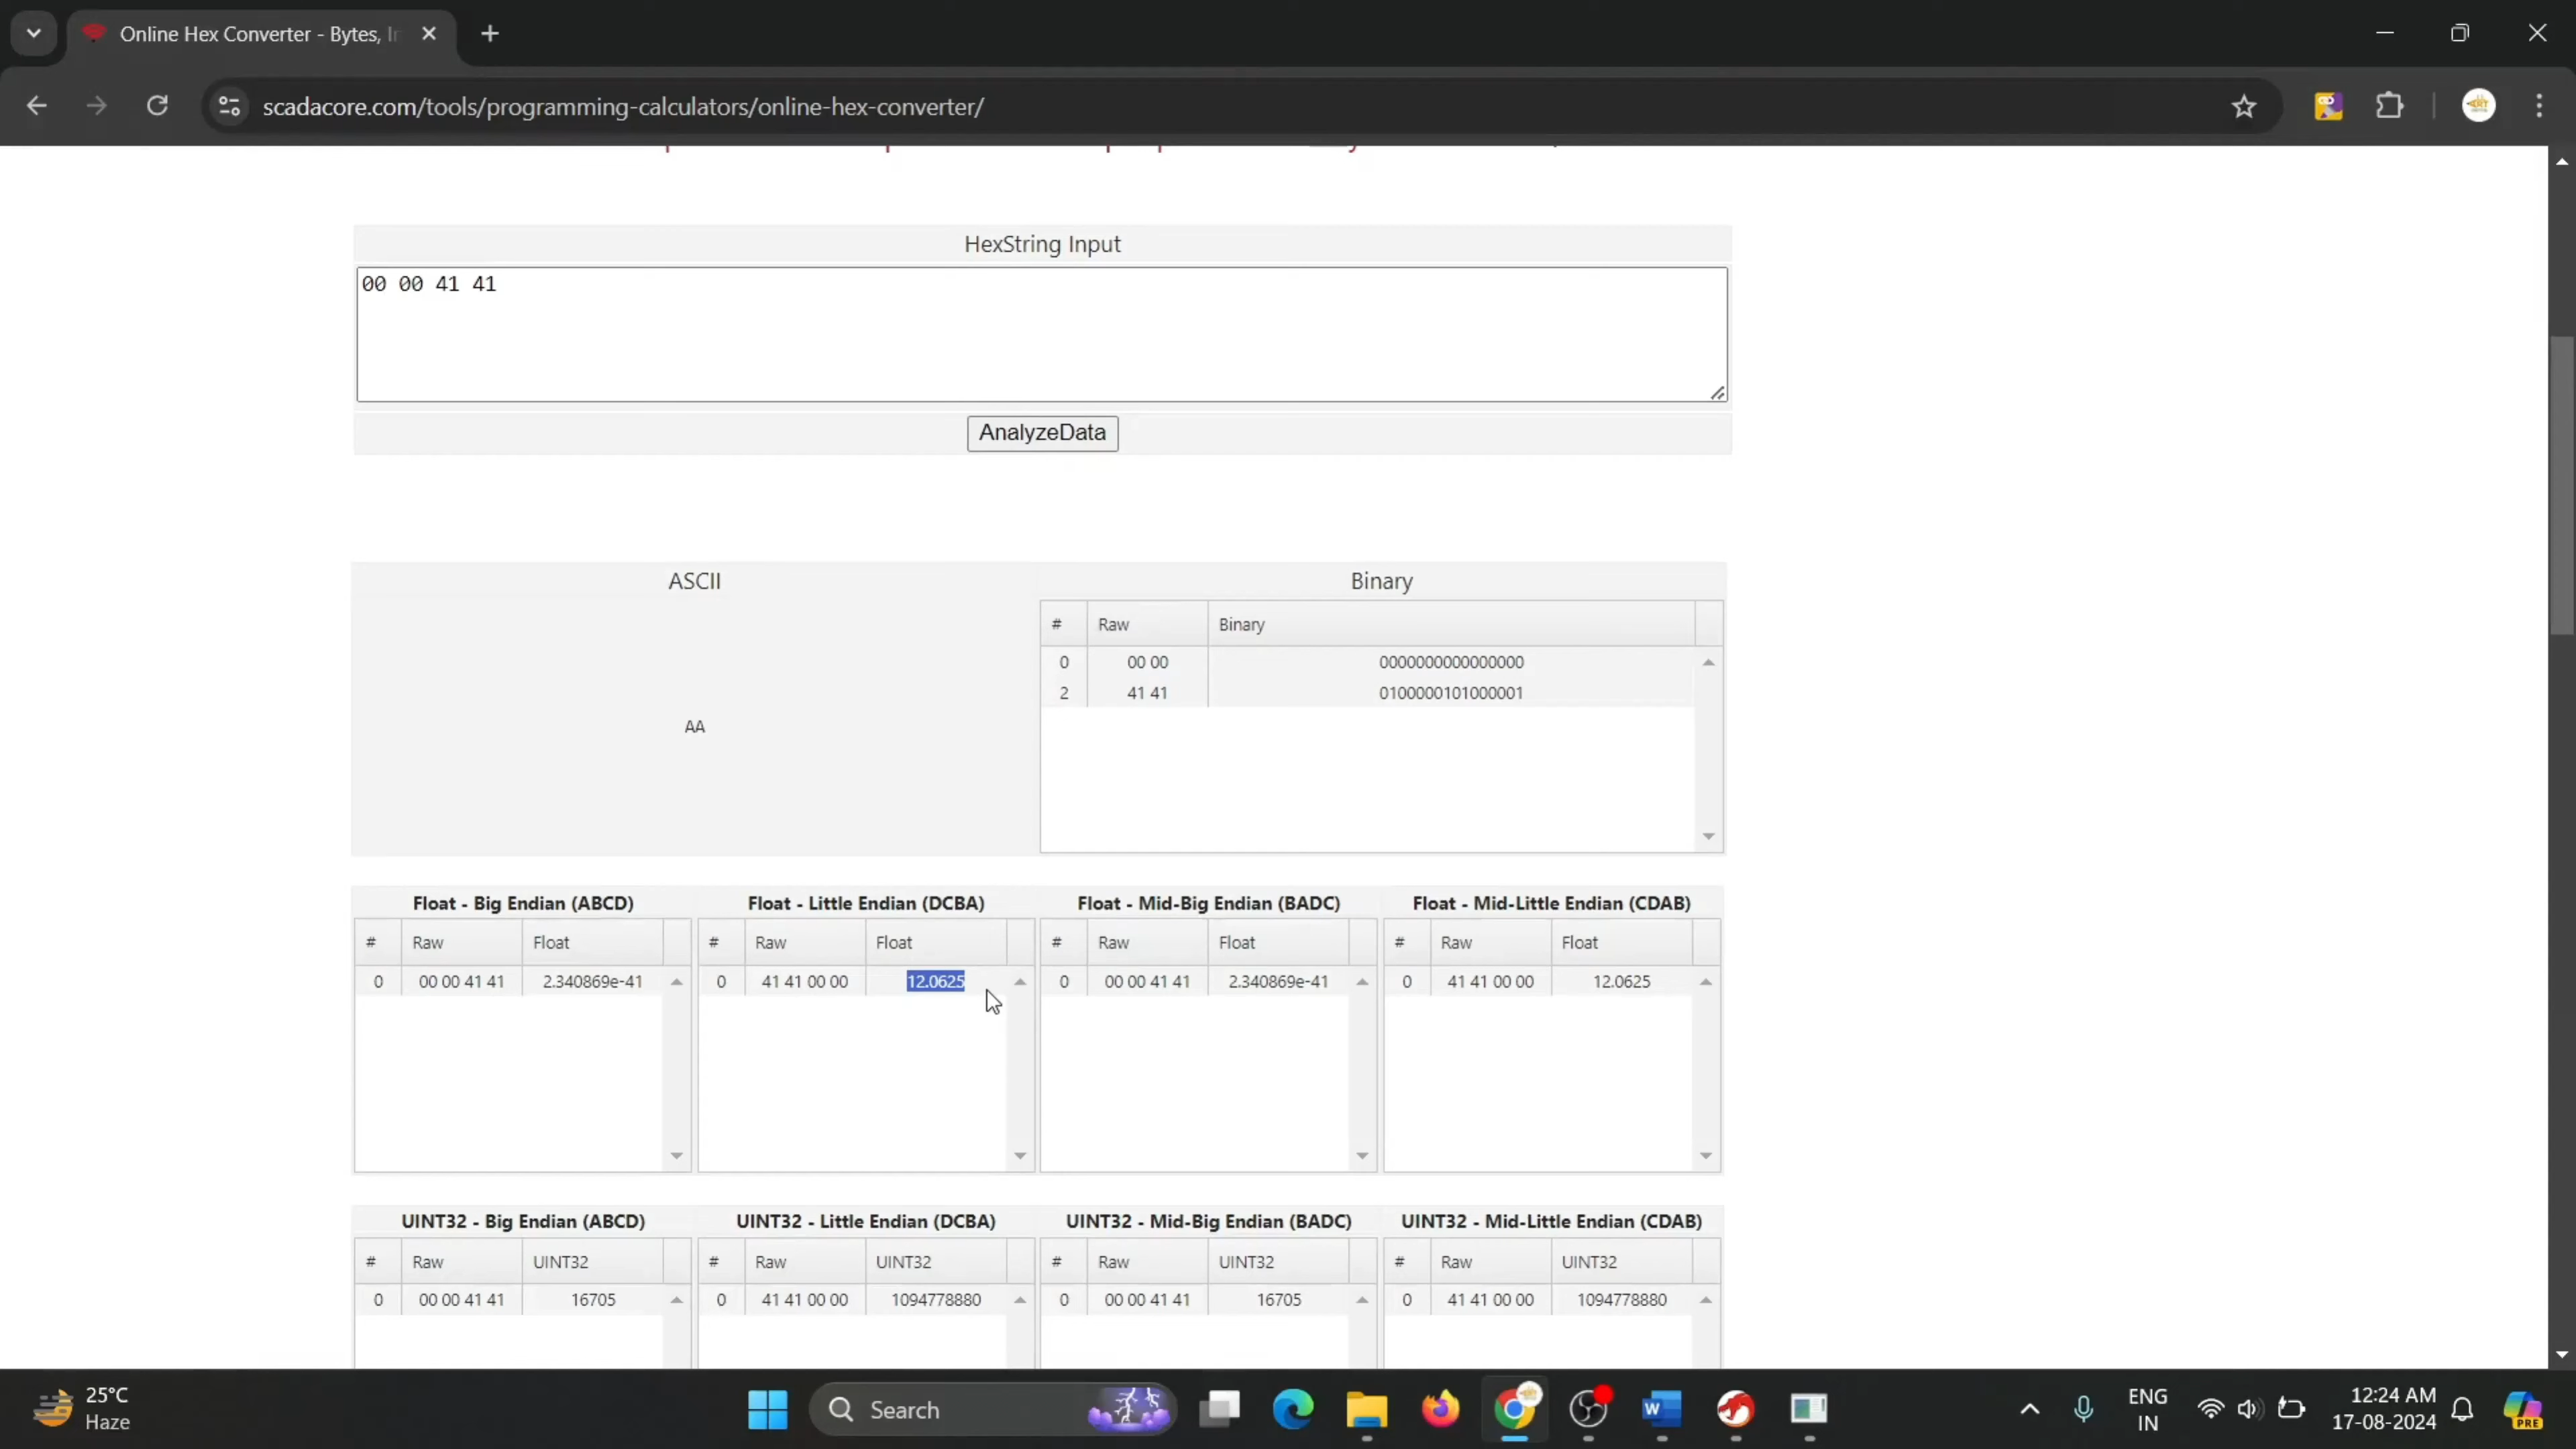 Online Hex Converter - Bytes, In
scadacore.com/tools/programming-calculators/online-hex-converter/
HexString Input
00 00 41 41
AnalyzeData
ASCII
Binary
# Raw Binary
0 00 00 0000000000000000
2 41 41 0100000101000001
AA
Float - Big Endian (ABCD) Float - Little Endian (DCBA) Float - Mid-Big Endian (BADC) Float - Mid-Little Endian (CDAB)
# Raw Float # Raw Float # Raw Float # Raw Float
0 00 00 41 41 2.340869e-41 0 41 41 00 00 12.0625 0 00 00 41 41 2.340869e-41 0 41 41 00 00 12.0625
UINT32 - Big Endian (ABCD) UINT32 - Little Endian (DCBA) UINT32 - Mid-Big Endian (BADC) UINT32 - Mid-Little Endian (CDAB)
# Raw UINT32 # Raw UINT32 # Raw UINT32 # Raw UINT32
0 00 00 41 41 16705 0 41 41 00 00 1094778880 0 00 00 41 41 16705 0 41 41 00 00 1094778880
25°C
Haze
Search
W
ENG
IN
12:24 AM
17-08-2024
PRE